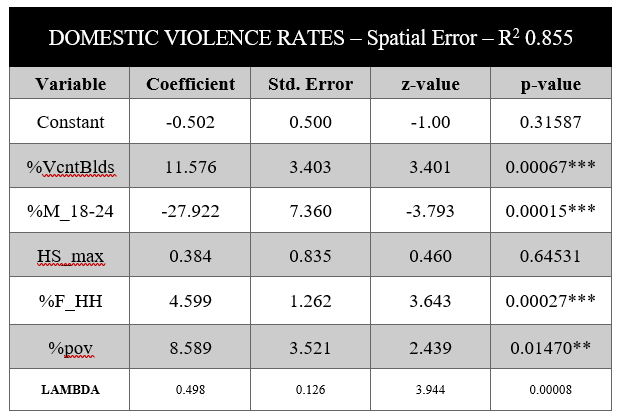 DOMESTIC VIOLENCE RATES – Spatial Error – R² 0.855
Variable Coefficient Std. Error z-value p-value
Constant -0.502 0.500 -1.00 0.31587
%VcntBlds 11.576 3.403 3.401 0.00067***
%M_18-24 -27.922 7.360 -3.793 0.00015***
HS_max 0.384 0.835 0.460 0.64531
%F_HH 4.599 1.262 3.643 0.00027***
%pov 8.589 3.521 2.439 0.01470**
LAMBDA 0.498 0.126 3.944 0.00008